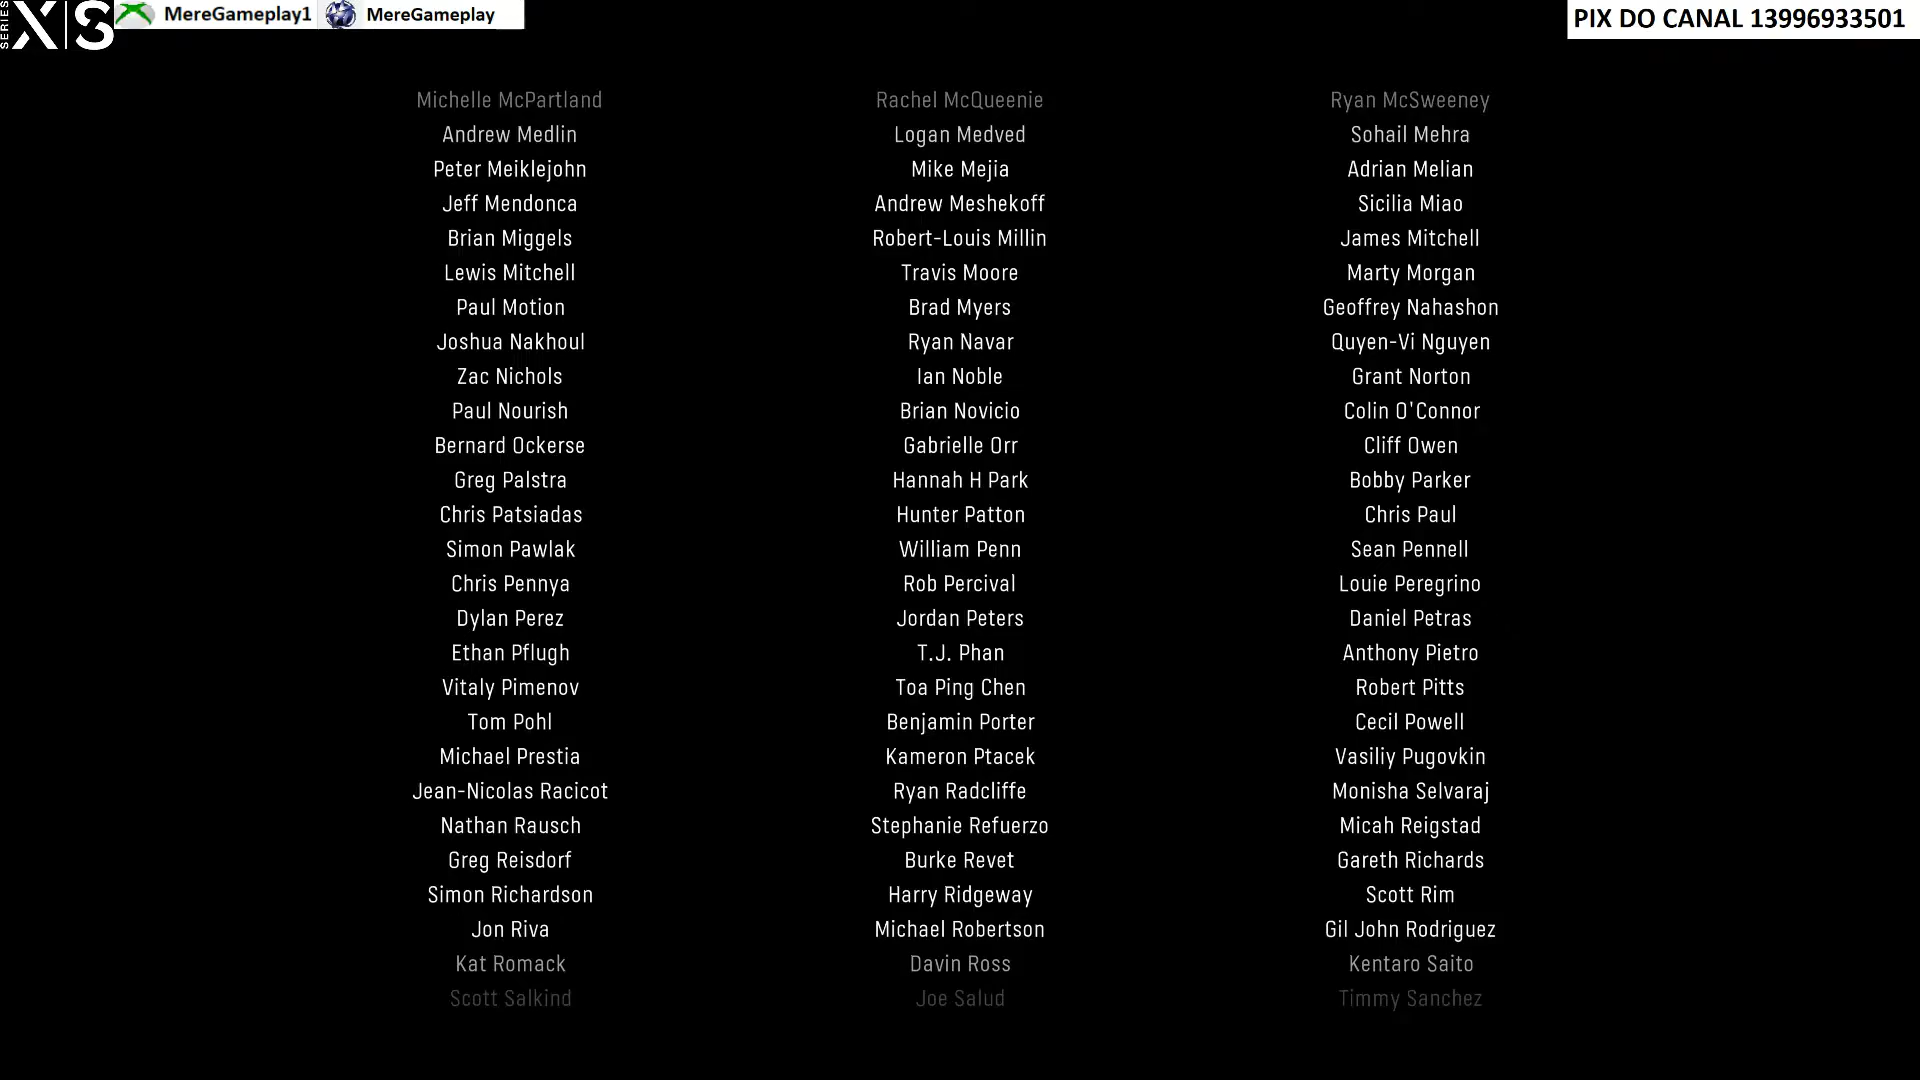 SERIES X|S MereGameplay1 MereGameplay PIX DO CANAL 13996933501
Michelle McPartland Rachel McQueenie Ryan McSweeney
Andrew Medlin Logan Medved Sohail Mehra
Peter Meiklejohn Mike Mejia Adrian Melian
Jeff Mendonca Andrew Meshekoff Sicilia Miao
Brian Miggels Robert-Louis Millin James Mitchell
Lewis Mitchell Travis Moore Marty Morgan
Paul Motion Brad Myers Geoffrey Nahashon
Joshua Nakhoul Ryan Navar Quyen-Vi Nguyen
Zac Nichols Ian Noble Grant Norton
Paul Nourish Brian Novicio Colin O'Connor
Bernard Ockerse Gabrielle Orr Cliff Owen
Greg Palstra Hannah H Park Bobby Parker
Chris Patsiadas Hunter Patton Chris Paul
Simon Pawlak William Penn Sean Pennell
Chris Pennya Rob Percival Louie Peregrino
Dylan Perez Jordan Peters Daniel Petras
Ethan Pflugh T.J. Phan Anthony Pietro
Vitaly Pimenov Toa Ping Chen Robert Pitts
Tom Pohl Benjamin Porter Cecil Powell
Michael Prestia Kameron Ptacek Vasiliy Pugovkin
Jean-Nicolas Racicot Ryan Radcliffe Monisha Selvaraj
Nathan Rausch Stephanie Refuerzo Micah Reigstad
Greg Reisdorf Burke Revet Gareth Richards
Simon Richardson Harry Ridgeway Scott Rim
Jon Riva Michael Robertson Gil John Rodriguez
Kat Romack Davin Ross Kentaro Saito
Scott Salkind Joe Salud Timmy Sanchez